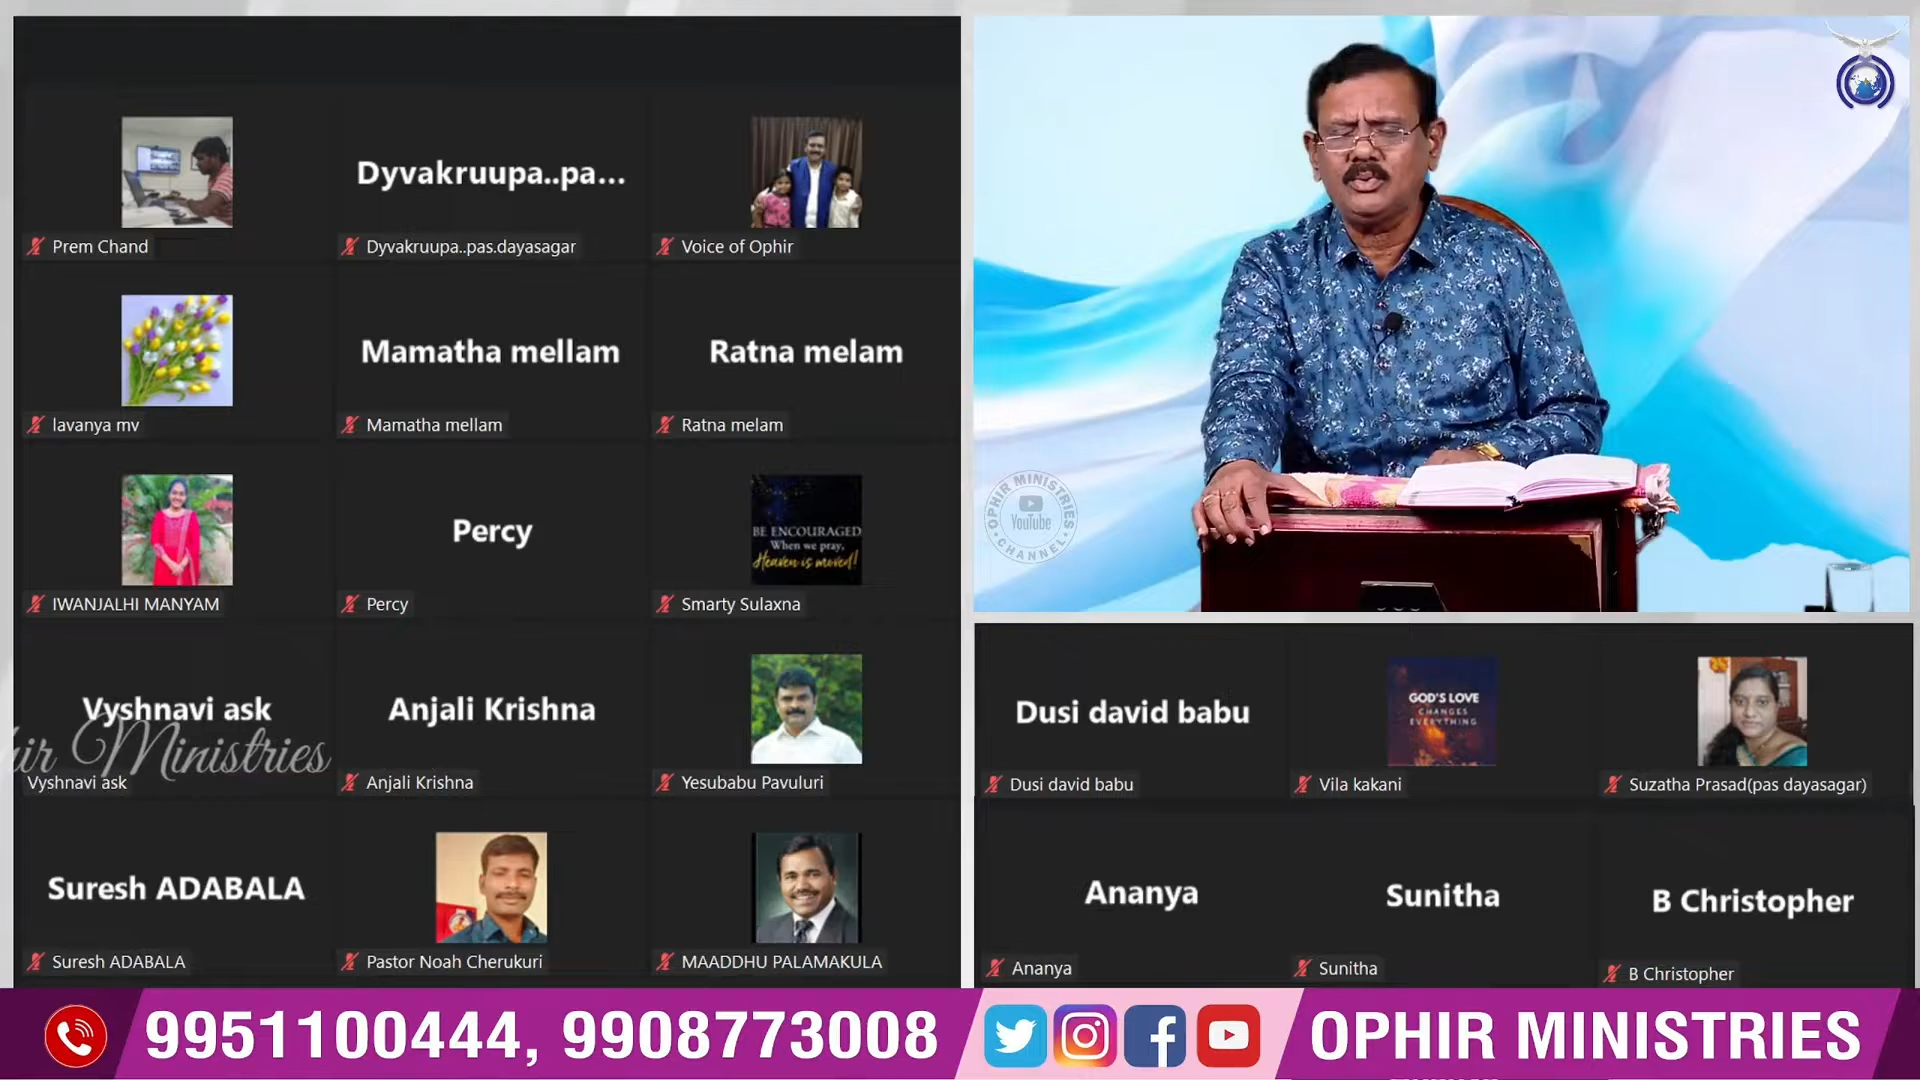 Dyvakruupa..pa...
Prem Chand
Dyvakruupa..pas.dayasagar
Voice of Ophir
Mamatha mellam
Ratna melam
lavanya mv
Mamatha mellam
Ratna melam
Percy
BE ENCOURAGED
When we pray,
Heaven is moved!
IWANJALHI MANYAM
Percy
Smarty Sulaxna
Vyshnavi ask
Anjali Krishna
Ministries
Vyshnavi ask
Anjali Krishna
Yesubabu Pavuluri
Suresh ADABALA
Suresh ADABALA
Pastor Noah Cherukuri
MAADDHU PALAMAKULA
OPHIR MINISTRIES
YouTube
CHANNEL
Dusi david babu
GOD'S LOVE
CHANGES
EVERYTHING
Dusi david babu
Vila kakani
Suzatha Prasad(pas dayasagar)
Ananya
Sunitha
B Christopher
Ananya
Sunitha
B Christopher
9951100444, 9908773008
OPHIR MINISTRIES